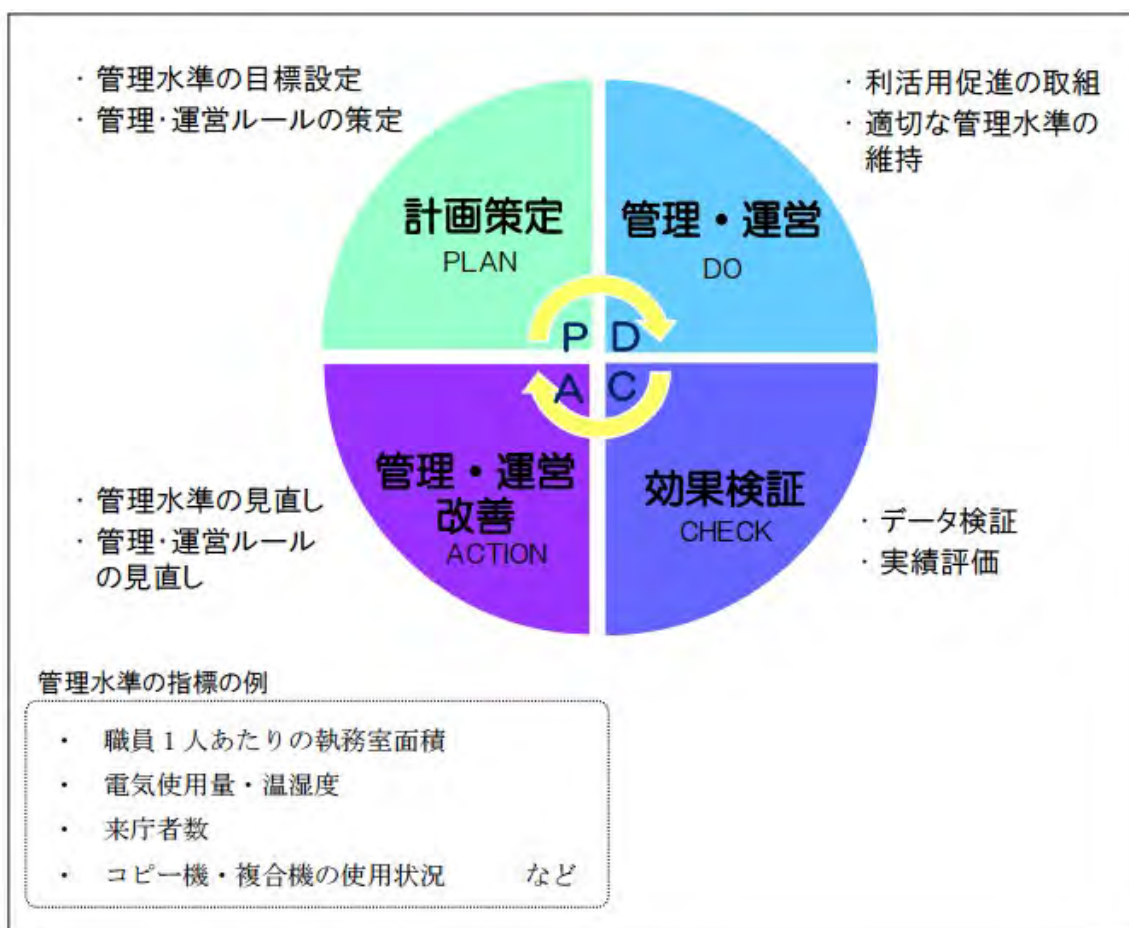 ・管理水準の目標設定
・管理・運営ルールの策定
・利活用促進の取組
・適切な管理水準の
維持
計画策定
PLAN
管理・運営
DO
P D
A C
管理・運営
改善
ACTION
効果検証
CHECK
・管理水準の見直し
・管理・運営ルール
の見直し
・データ検証
・実績評価
管理水準の指標の例
・ 職員1人あたりの執務室面積
・ 電気使用量・温湿度
・ 来庁者数
・ コピー機・複合機の使用状況 など